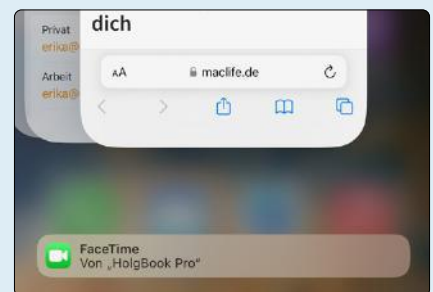 dich
Privat
erika@
Arbeit
erika@
AA
maclife.de
FaceTime
Von „HolgBook Pro“